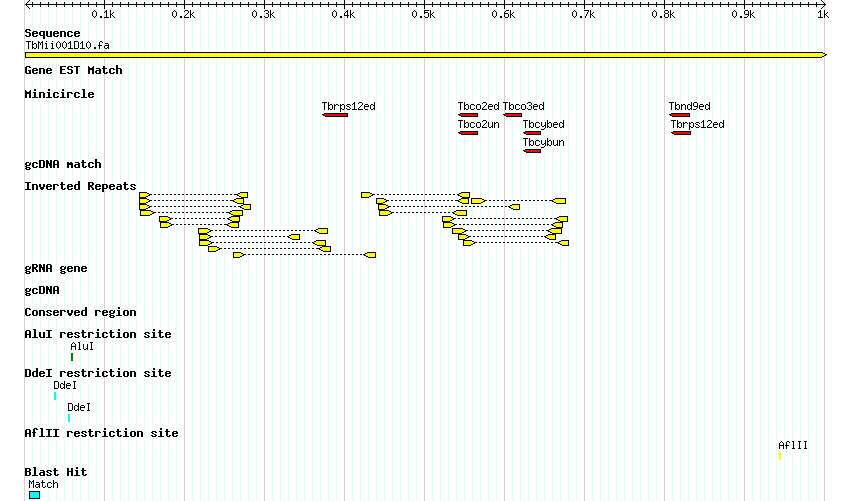 0.1k 0.2k 0.3k 0.4k 0.5k 0.6k 0.7k 0.8k 0.9k 1k
Sequence
TbMii001D10.fa
Gene EST Match
Minicircle
Tbrps12ed Tbco2ed Tbco3ed Tbnd9ed
Tbco2un Tbcybed Tbrps12ed
Tbcybun
gcDNA match
Inverted Repeats
gRNA gene
gcDNA
Conserved region
AluI restriction site
AluI
DdeI restriction site
DdeI
DdeI
AflII restriction site
AflII
Blast Hit
Match